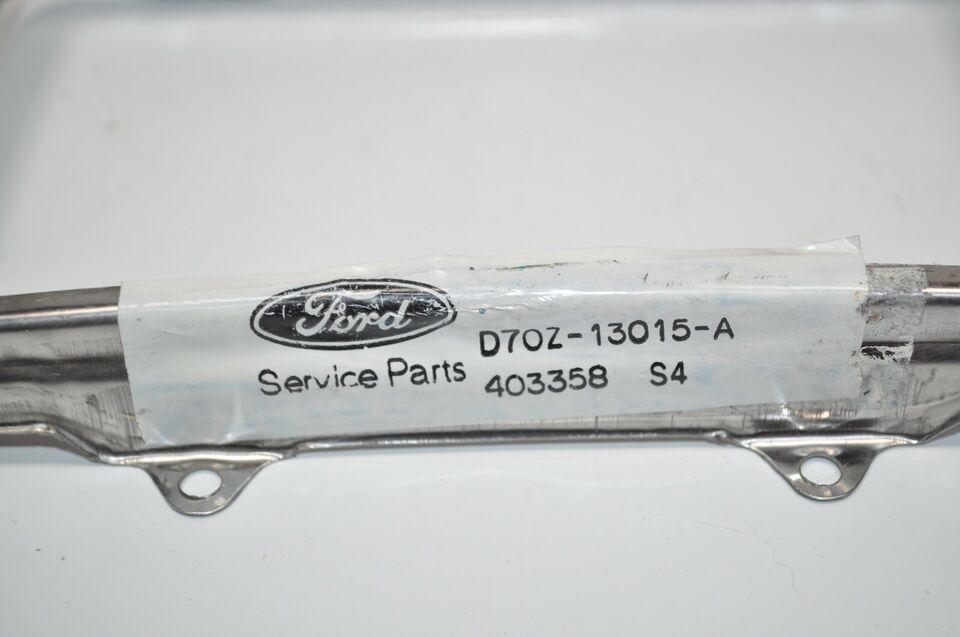 Ford
D7OZ-13015-A
Service Parts
403358 S4